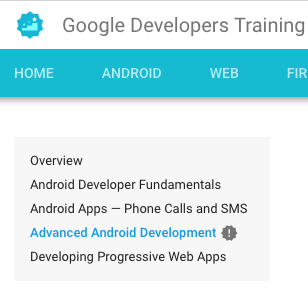 Google Developers Training
HOME ANDROID WEB FIR
Overview
Android Developer Fundamentals
Android Apps — Phone Calls and SMS
Advanced Android Development
Developing Progressive Web Apps